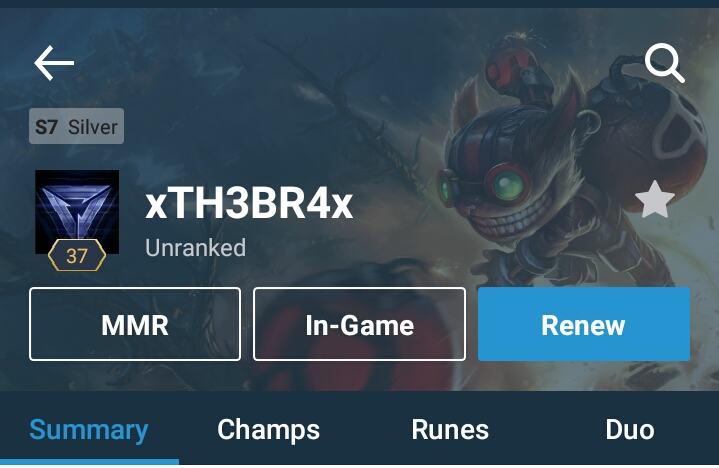 S7 Silver
xTH3BR4x
Unranked
37
MMR In-Game Renew
Summary Champs Runes Duo